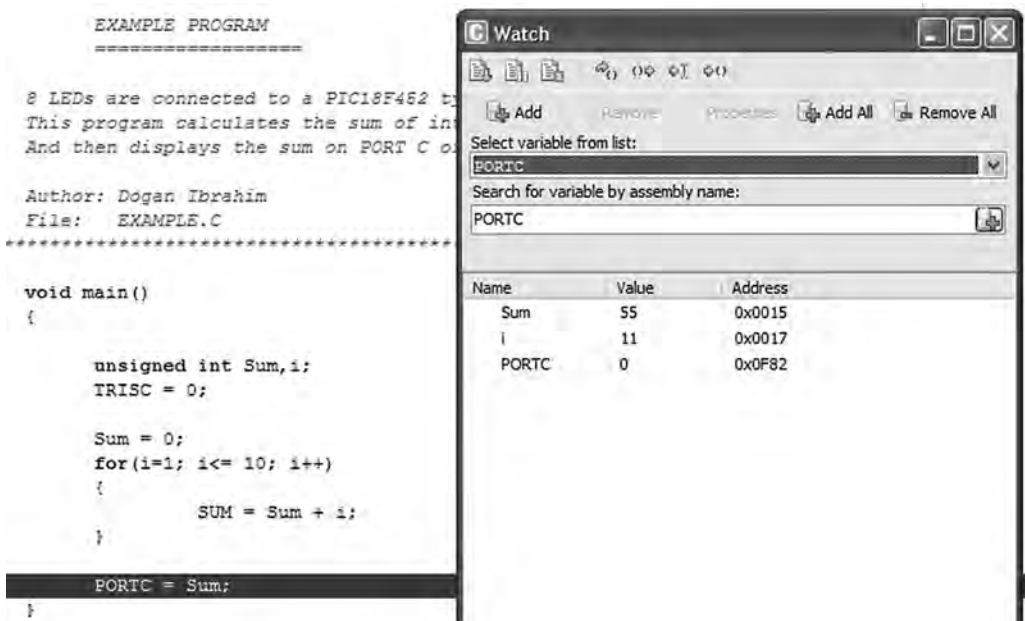 EXAMPLE PROGRAM
===================
8 LEDs are connected to a PIC18F452 ty
This program calculates the sum of int
And then displays the sum on PORT C o
Author: Dogan Ibrahim
File: EXAMPLE.C
void main()
{
unsigned int Sum,i;
TRISC = 0;
Sum = 0;
for(i=1; i<= 10; i++)
{
SUM = Sum + i;
}
PORTC = Sum;
}
Watch
Add Remove Properties Add All Remove All
Select variable from list:
PORTC
Search for variable by assembly name:
PORTC
Name Value Address
Sum 55 0x0015
i 11 0x0017
PORTC 0 0x0F82